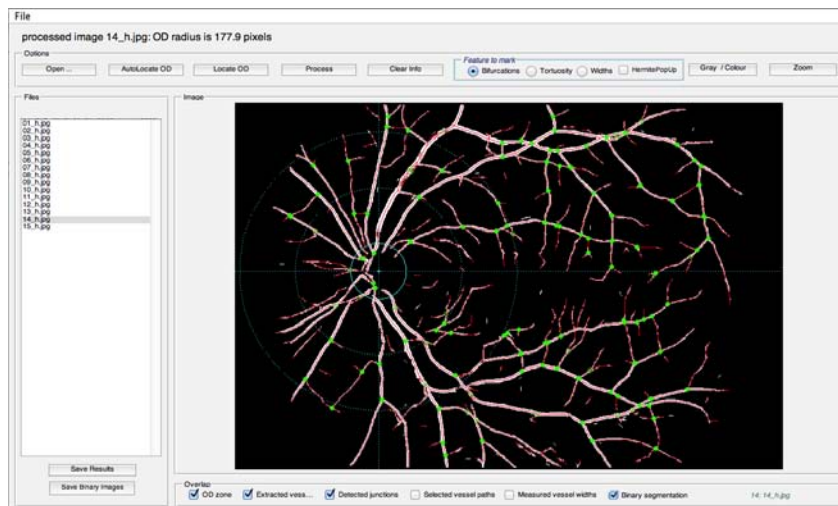 File
processed image 14_h.jpg: OD radius is 177.9 pixels
Options
Open ... AutoLocate OD Locate OD Process Clear Info
Feature to mark
Bifurcations Tortuosity Widths HermitePopUp
Gray / Colour Zoom
Files
01_h.jpg
02_h.jpg
03_h.jpg
04_h.jpg
05_h.jpg
06_h.jpg
07_h.jpg
08_h.jpg
09_h.jpg
10_h.jpg
11_h.jpg
12_h.jpg
13_h.jpg
14_h.jpg
15_h.jpg
Save Results
Save Binary Images
Image
Overlap
OD zone Extracted vess... Detected junctions Selected vessel paths Measured vessel widths Binary segmentation 14: 14_h.jpg